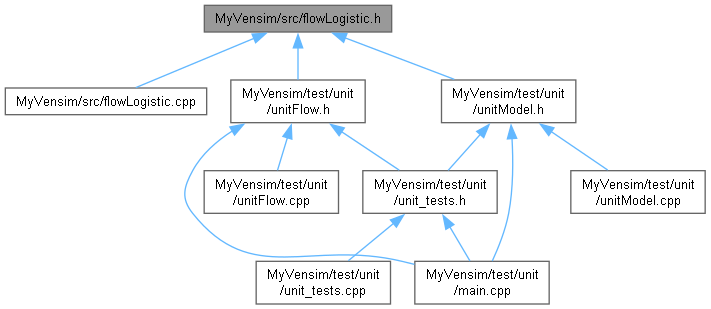 MyVensim/src/flowLogistic.h
MyVensim/src/flowLogistic.cpp
MyVensim/test/unit
/unitFlow.h
MyVensim/test/unit
/unitModel.h
MyVensim/test/unit
/unitFlow.cpp
MyVensim/test/unit
/unit_tests.h
MyVensim/test/unit
/unitModel.cpp
MyVensim/test/unit
/unit_tests.cpp
MyVensim/test/unit
/main.cpp